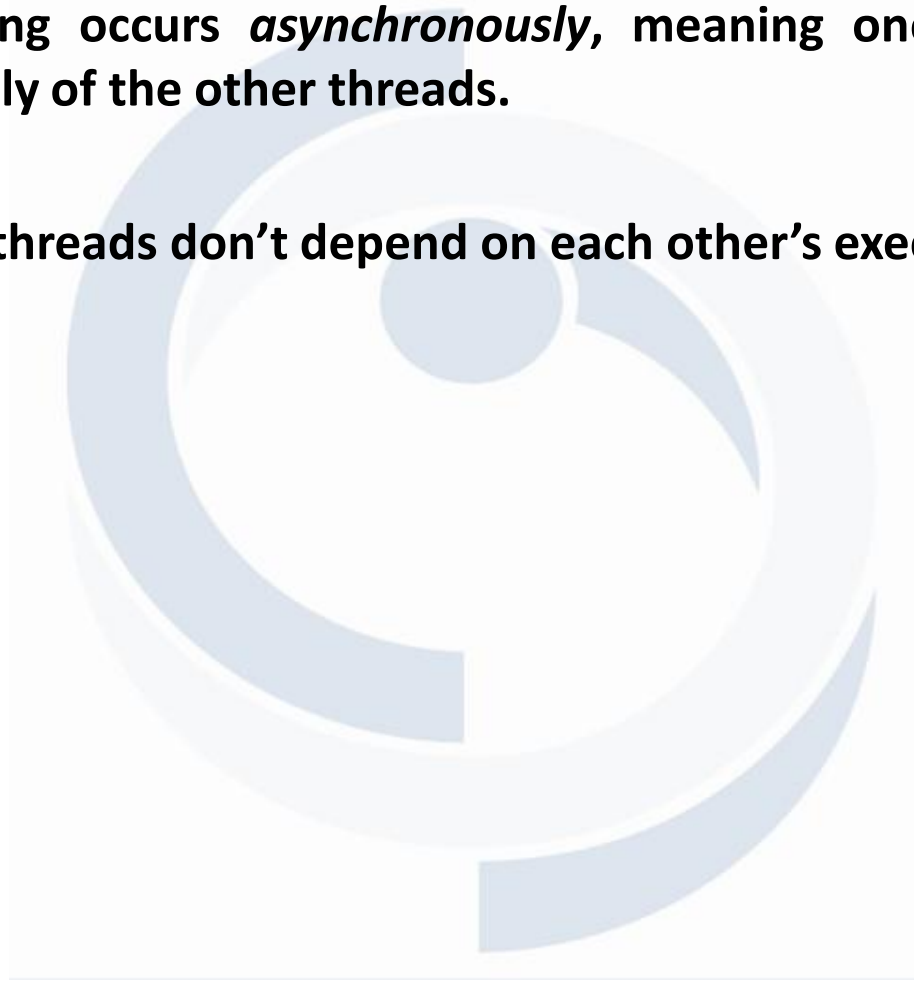 ng occurs asynchronously, meaning one
ly of the other threads.
threads don’t depend on each other’s exec